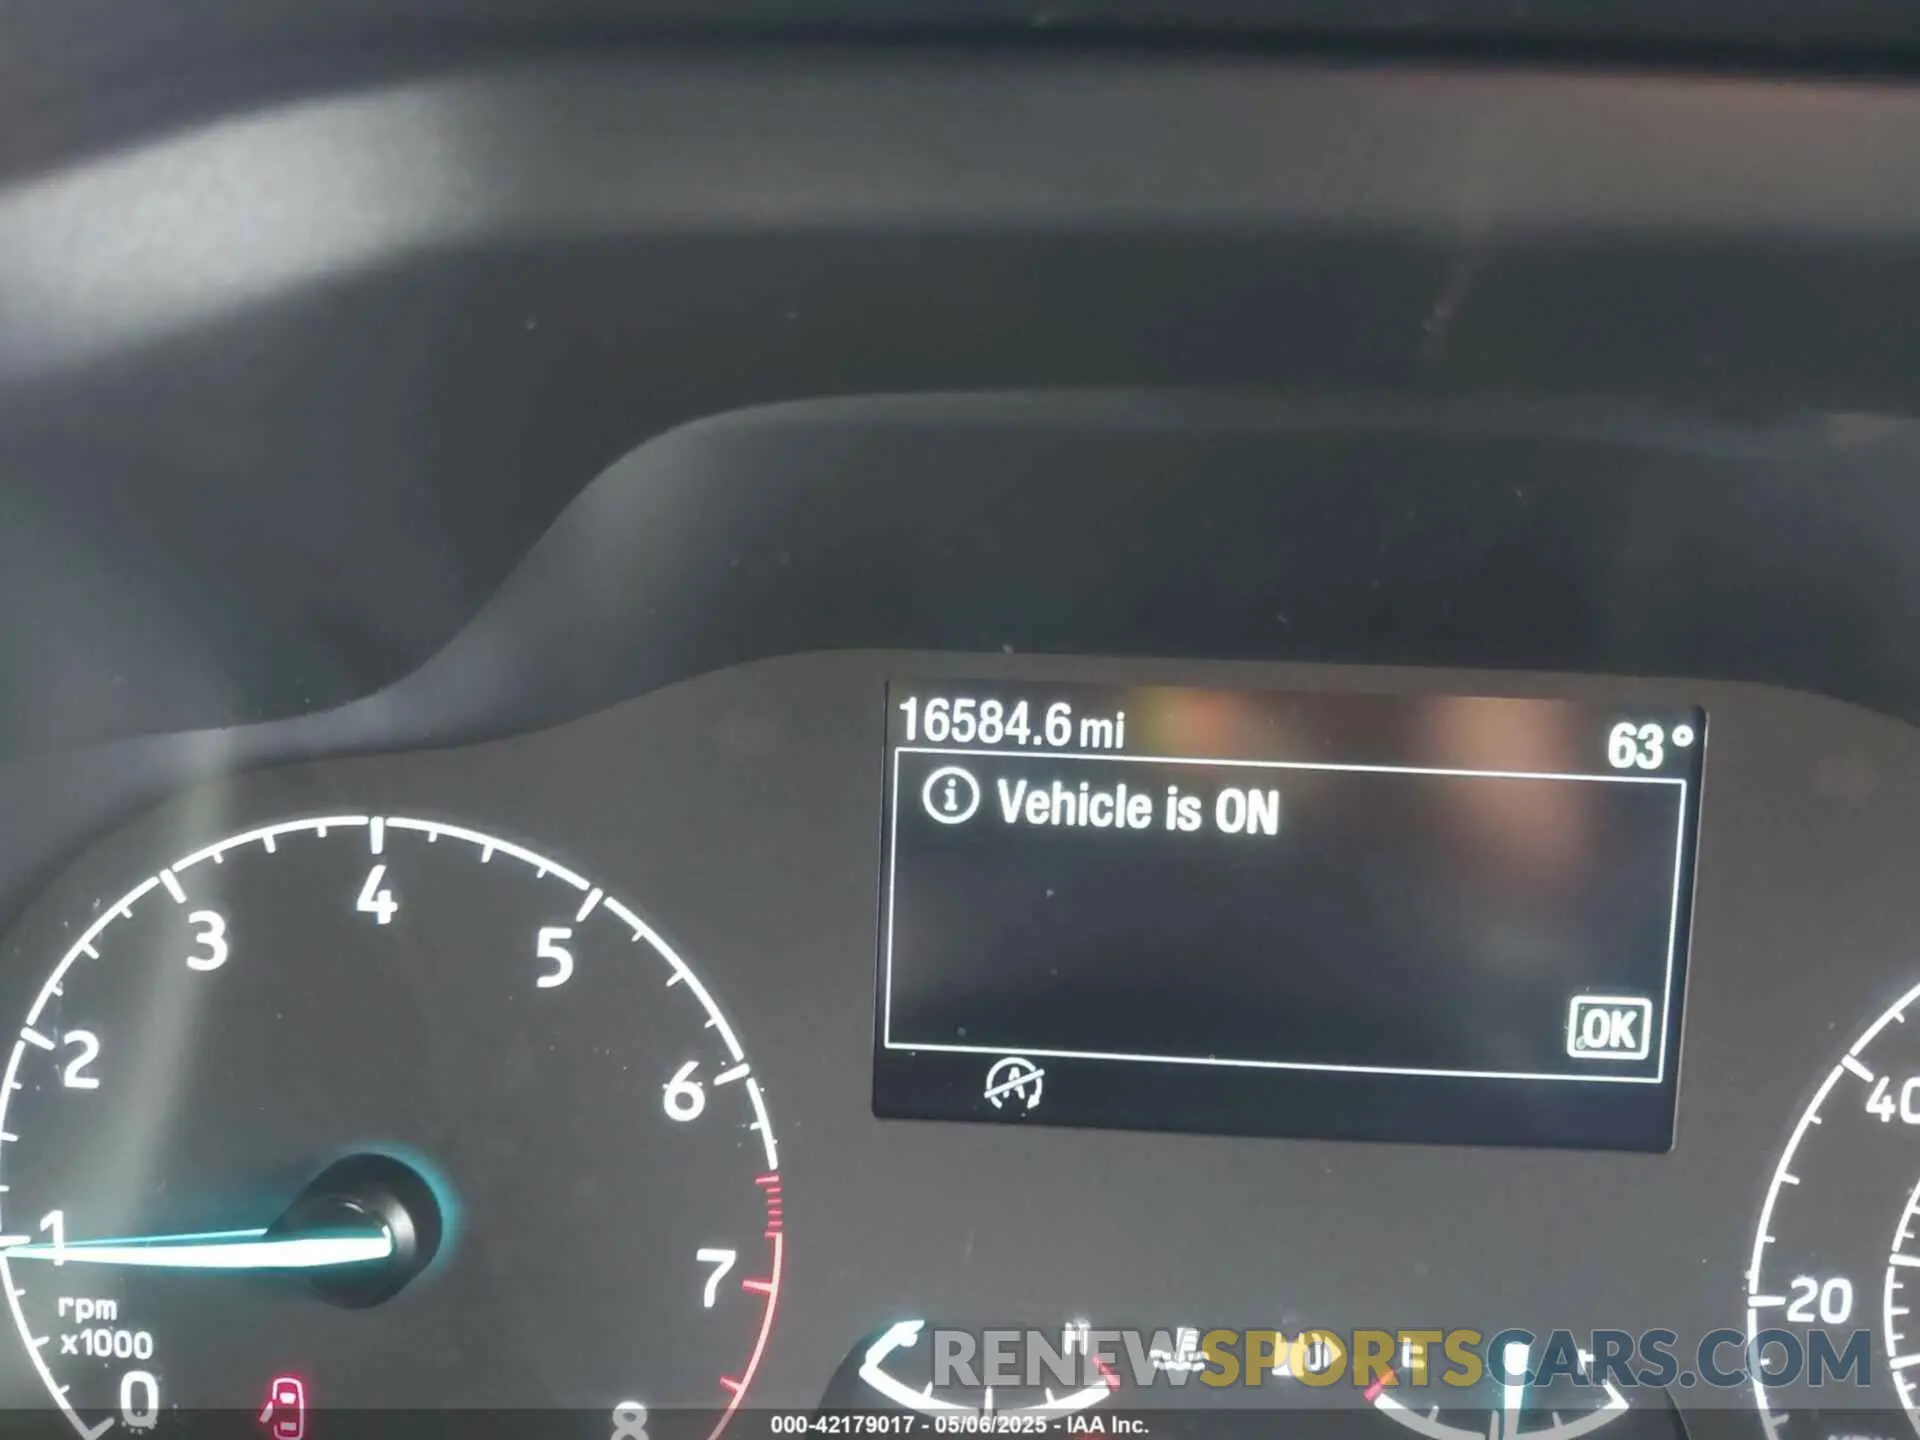 16584.6 mi 63°
i Vehicle is ON
OK
A
0 1 2 3 4 5 6 7 8
rpm
x1000
20 40
H E
RENEWSPORTSCARS.COM
000-42179017 - 05/06/2025 - IAA Inc.